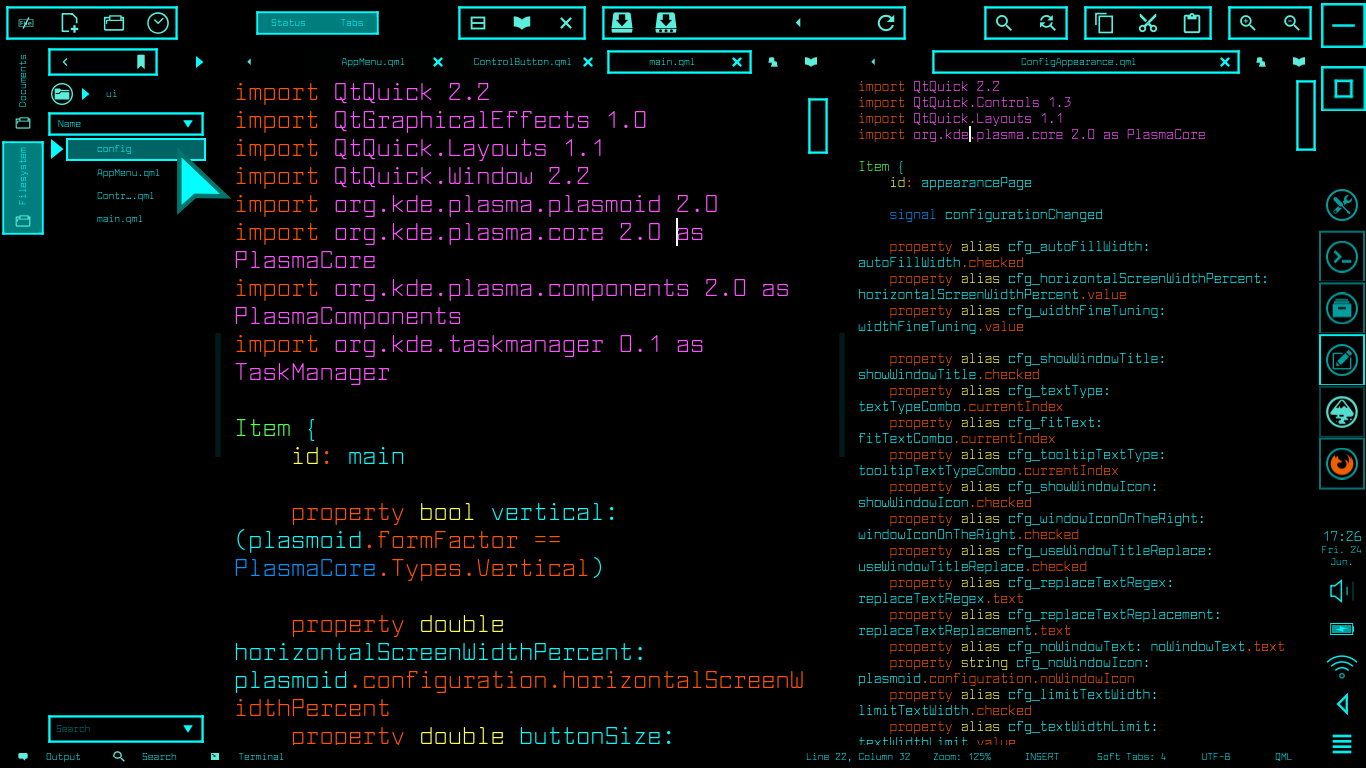 Status Tabs
Documents
Filesystem
ui
Name
config
AppMenu.qml
Contr….qml
main.qml
Search
AppMenu.qml
ControlButton.qml
main.qml
import QtQuick 2.2
import QtGraphicalEffects 1.0
import QtQuick.Layouts 1.1
import QtQuick.Window 2.2
import org.kde.plasma.plasmoid 2.0
import org.kde.plasma.core 2.0 as
PlasmaCore
import org.kde.plasma.components 2.0 as
PlasmaComponents
import org.kde.taskmanager 0.1 as
TaskManager
Item {
id: main
property bool vertical:
(plasmoid.formFactor ==
PlasmaCore.Types.Vertical)
property double
horizontalScreenWidthPercent:
plasmoid.configuration.horizontalScreenW
idthPercent
property double buttonSize:
ConfigAppearance.qml
import QtQuick 2.2
import QtQuick.Controls 1.3
import QtQuick.Layouts 1.1
import org.kde.plasma.core 2.0 as PlasmaCore
Item {
id: appearancePage
signal configurationChanged
property alias cfg_autoFillWidth:
autoFillWidth.checked
property alias cfg_horizontalScreenWidthPercent:
horizontalScreenWidthPercent.value
property alias cfg_widthFineTuning:
widthFineTuning.value
property alias cfg_showWindowTitle:
showWindowTitle.checked
property alias cfg_textType:
textTypeCombo.currentIndex
property alias cfg_fitText:
fitTextCombo.currentIndex
property alias cfg_tooltipTextType:
tooltipTextTypeCombo.currentIndex
property alias cfg_showWindowIcon:
showWindowIcon.checked
property alias cfg_windowIconOnTheRight:
windowIconOnTheRight.checked
property alias cfg_useWindowTitleReplace:
useWindowTitleReplace.checked
property alias cfg_replaceTextRegex:
replaceTextRegex.text
property alias cfg_replaceTextReplacement:
replaceTextReplacement.text
property alias cfg_noWindowText: noWindowText.text
property string cfg_noWindowIcon:
plasmoid.configuration.noWindowIcon
property alias cfg_limitTextWidth:
limitTextWidth.checked
property alias cfg_textWidthLimit:
textWidthLimit.value
17:26
Fri. 24
Jun.
Output Search Terminal Line 22, Column 32 Zoom: 125% INSERT Soft Tabs: 4 UTF-8 QML